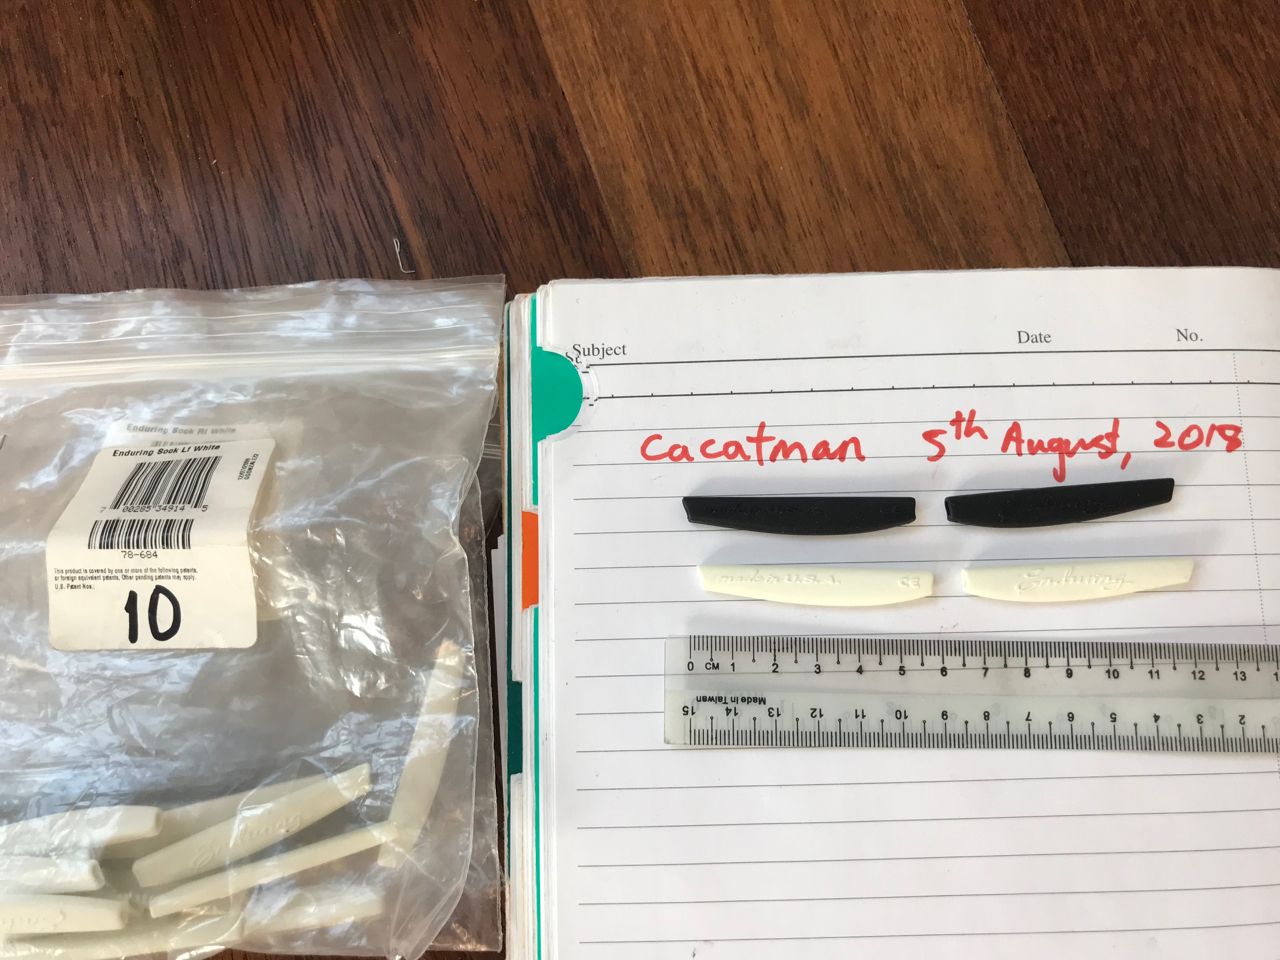 Subject
Date
No.
Cacatman 5th August, 2018
made in U.S.A. CE
Enduring
0 CM 1 2 3 4 5 6 7 8 9 10 11 12 13
Made in Taiwan
15 14 13 12 11 10 9 8 7 6 5 4 3 2
Enduring Sock Rt White
Enduring Sock Lf White
00285 34914 5
78-684
This product is covered by one or more of the following patents,
or foreign equivalent patents, Other pending patents may apply.
U.S. Patent Nos.:
10
Enduring